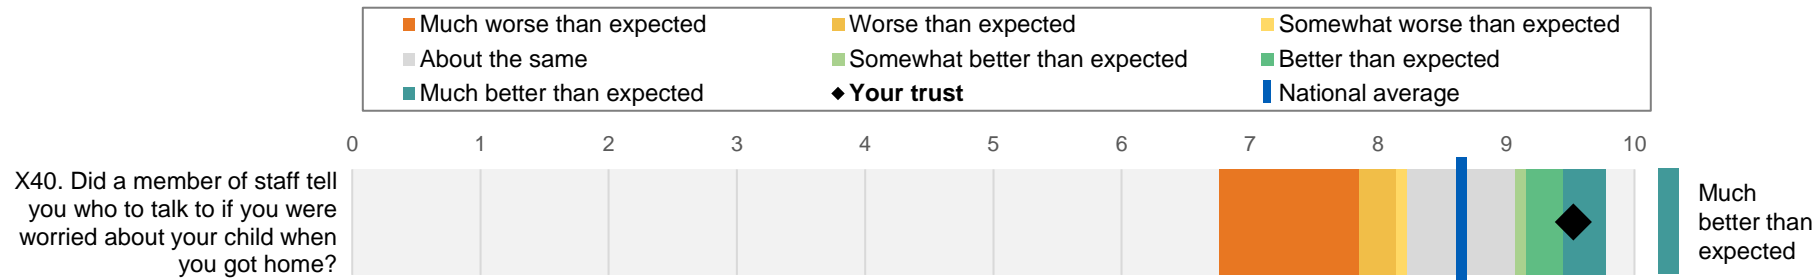 Much worse than expected
Worse than expected
Somewhat worse than expected
About the same
Somewhat better than expected
Better than expected
Much better than expected
Your trust
National average
0 1 2 3 4 5 6 7 8 9 10
X40. Did a member of staff tell
you who to talk to if you were
worried about your child when
you got home?
Much
better than
expected